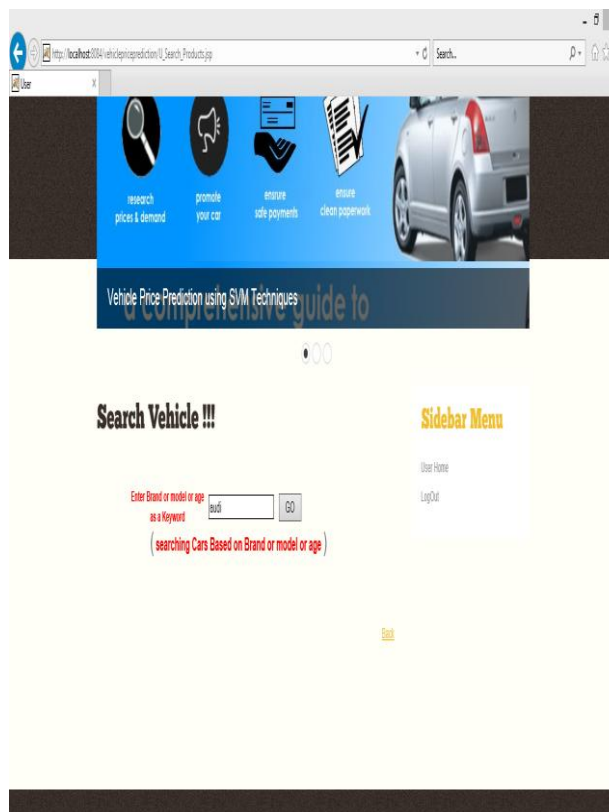 http://localhost:8084/vehiclepriceprediction/U_Search_Products.jsp
Search...
User
research
prices & demand
promote
your car
ensrure
safe payments
ensure
clean paperwork
Vehicle Price Prediction using SVM Techniques
a comprehensive guide to
Search Vehicle !!!
Sidebar Menu
User Home
LogOut
Enter Brand or model or age
as a Keyword
audi
GO
( searching Cars Based on Brand or model or age )
Back